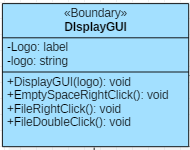 «Boundary»
DIsplayGUI
-Logo: label
-logo: string
+DisplayGUI(logo): void
+EmptySpaceRightClick(): void
+FileRightClick(): void
+FileDoubleClick(): void